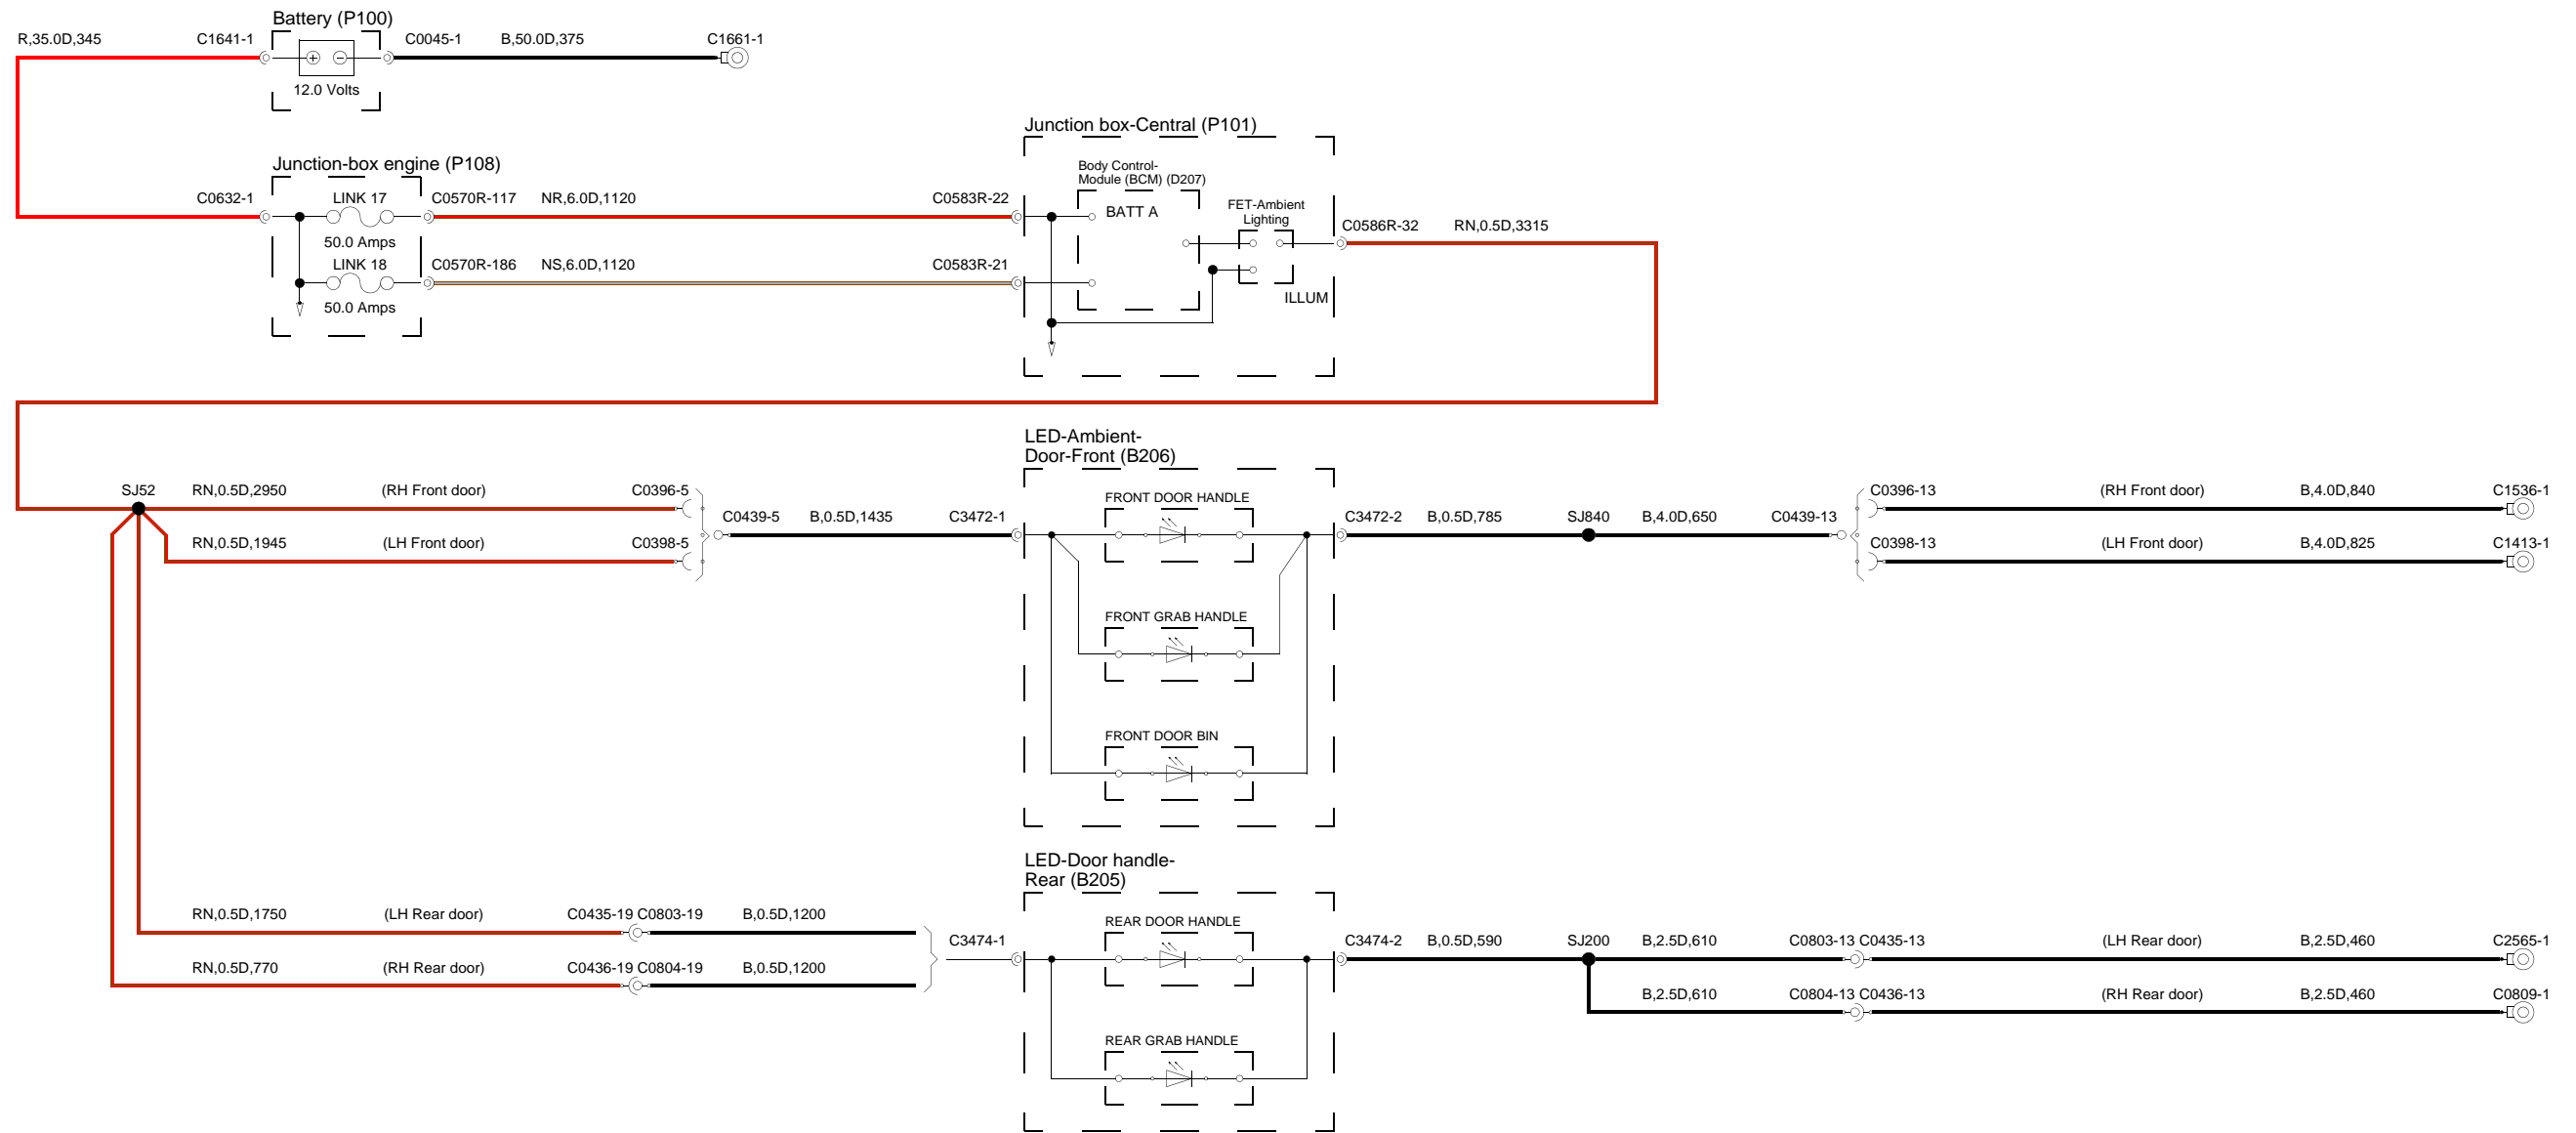 Battery (P100)
R,35.0D,345 C1641-1 C0045-1 B,50.0D,375 C1661-1
12.0 Volts
Junction box-Central (P101)
Junction-box engine (P108)
Body Control-
Module (BCM) (D207)
C0632-1 LINK 17 C0570R-117 NR,6.0D,1120 C0583R-22
BATT A
FET-Ambient
Lighting
C0586R-32 RN,0.5D,3315
50.0 Amps
LINK 18 C0570R-186 NS,6.0D,1120 C0583R-21
50.0 Amps
ILLUM
LED-Ambient-
Door-Front (B206)
SJ52 RN,0.5D,2950 (RH Front door) C0396-5
FRONT DOOR HANDLE
C0396-13 (RH Front door) B,4.0D,840 C1536-1
C0439-5 B,0.5D,1435 C3472-1 C3472-2 B,0.5D,785 SJ840 B,4.0D,650 C0439-13
RN,0.5D,1945 (LH Front door) C0398-5 C0398-13 (LH Front door) B,4.0D,825 C1413-1
FRONT GRAB HANDLE
FRONT DOOR BIN
LED-Door handle-
Rear (B205)
RN,0.5D,1750 (LH Rear door) C0435-19 C0803-19 B,0.5D,1200
REAR DOOR HANDLE
C3474-1 C3474-2 B,0.5D,590 SJ200 B,2.5D,610 C0803-13 C0435-13 (LH Rear door) B,2.5D,460 C2565-1
RN,0.5D,770 (RH Rear door) C0436-19 C0804-19 B,0.5D,1200
B,2.5D,610 C0804-13 C0436-13 (RH Rear door) B,2.5D,460 C0809-1
REAR GRAB HANDLE